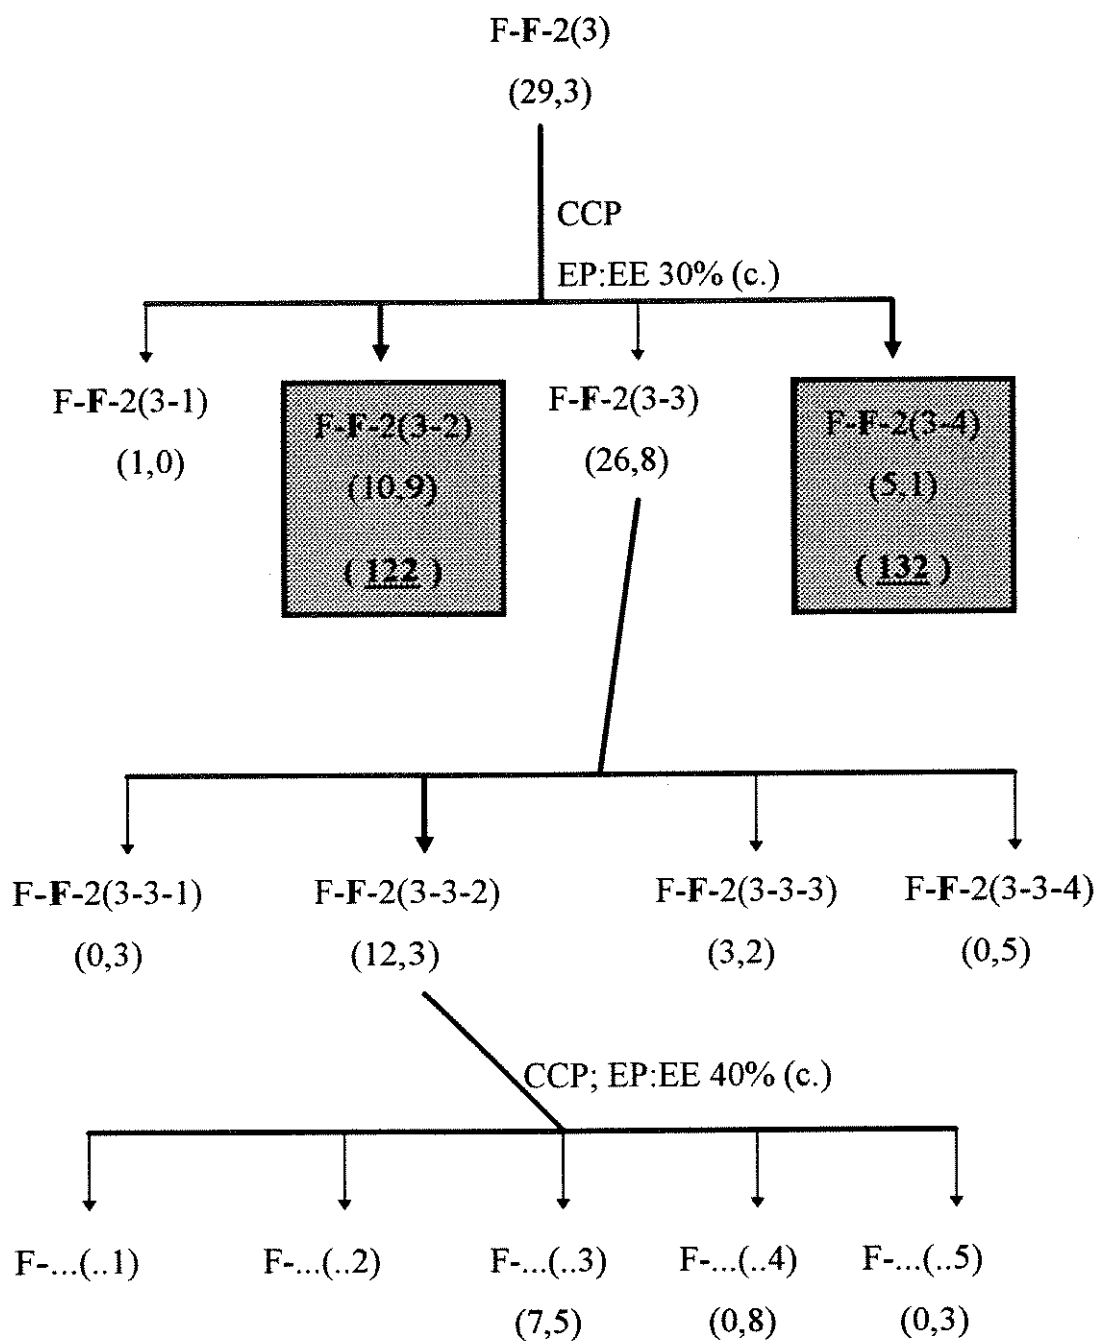 F-F-2(3)
(29,3)
CCP
EP:EE 30% (c.)
F-F-2(3-1)
(1,0)
F-F-2(3-2)
(10,9)
( 122 )
F-F-2(3-3)
(26,8)
F-F-2(3-4)
(5,1)
( 132 )
F-F-2(3-3-1)
(0,3)
F-F-2(3-3-2)
(12,3)
F-F-2(3-3-3)
(3,2)
F-F-2(3-3-4)
(0,5)
CCP; EP:EE 40% (c.)
F-...(..1)
F-...(..2)
F-...(..3)
(7,5)
F-...(..4)
(0,8)
F-...(..5)
(0,3)